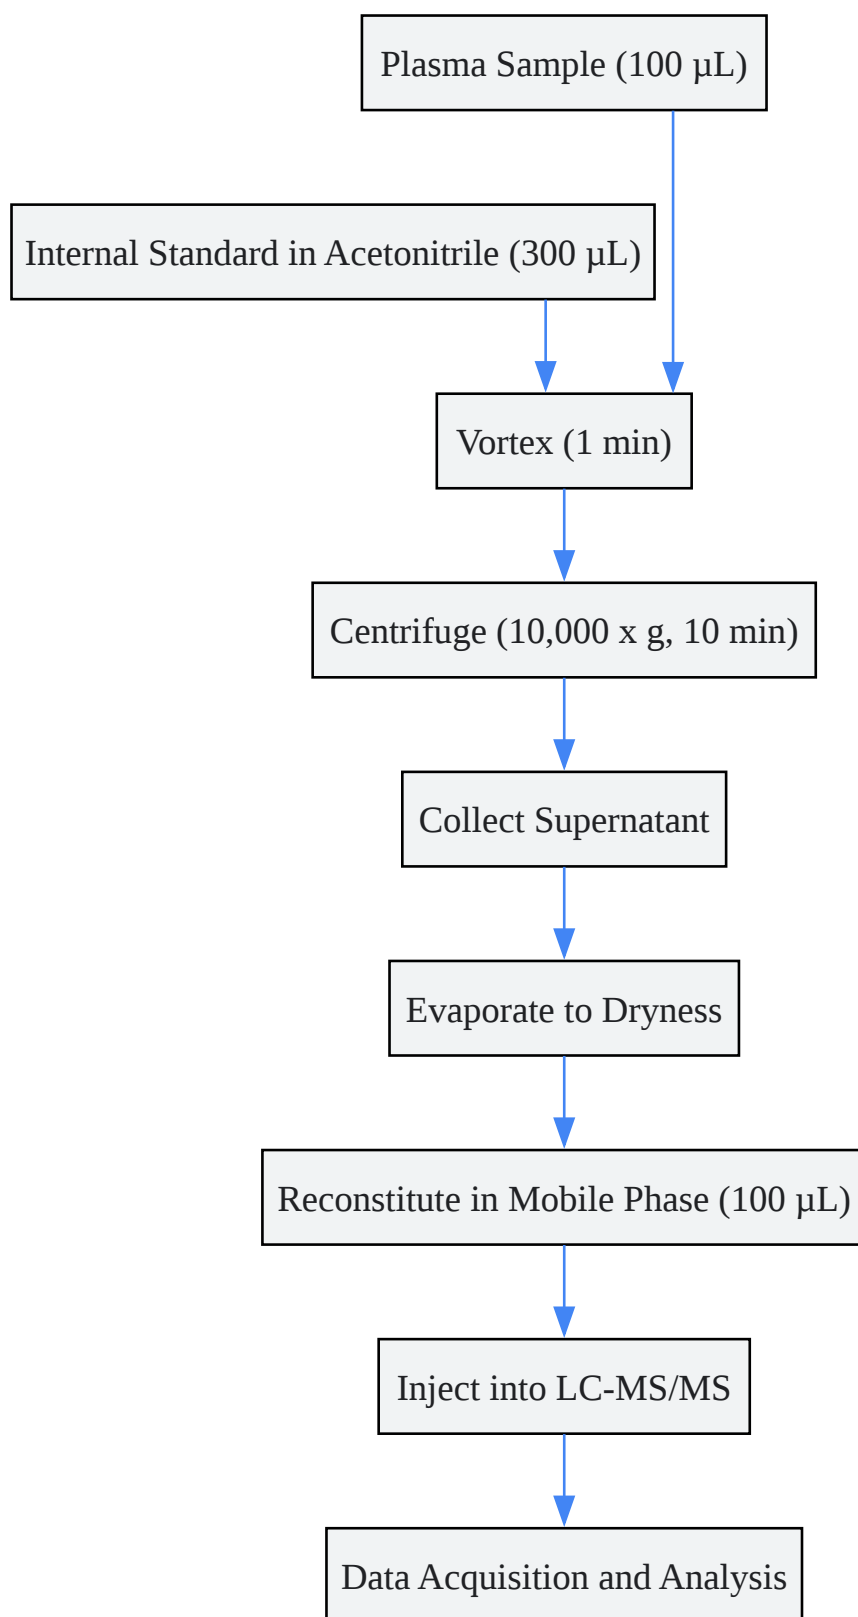 Plasma Sample (100 µL)
Internal Standard in Acetonitrile (300 µL)
Vortex (1 min)
Centrifuge (10,000 x g, 10 min)
Collect Supernatant
Evaporate to Dryness
Reconstitute in Mobile Phase (100 µL)
Inject into LC-MS/MS
Data Acquisition and Analysis